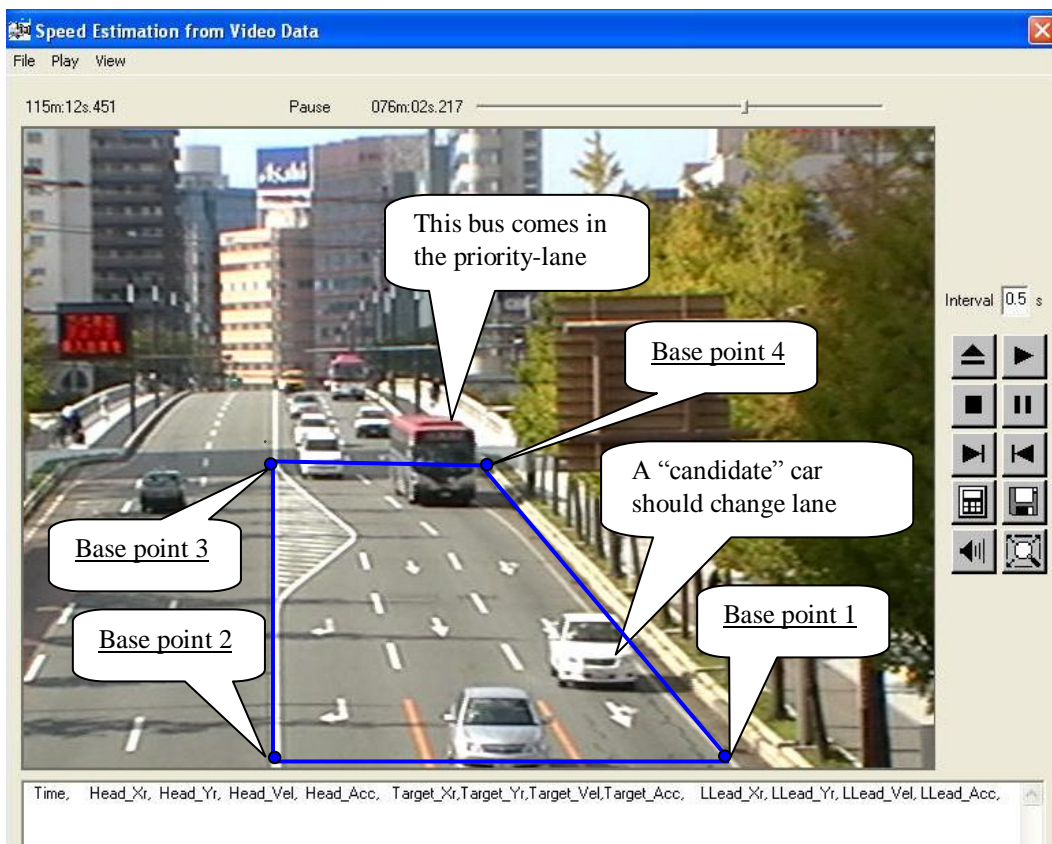 Speed Estimation from Video Data
File Play View
115m:12s.451 Pause 076m:02s.217
Asahi
This bus comes in
the priority-lane
Interval 0.5 s
Base point 4
A “candidate” car
should change lane
Base point 3
Base point 2
Base point 1
Time, Head_Xr, Head_Yr, Head_Vel, Head_Acc, Target_Xr,Target_Yr,Target_Vel,Target_Acc, LLead_Xr, LLead_Yr, LLead_Vel, LLead_Acc,